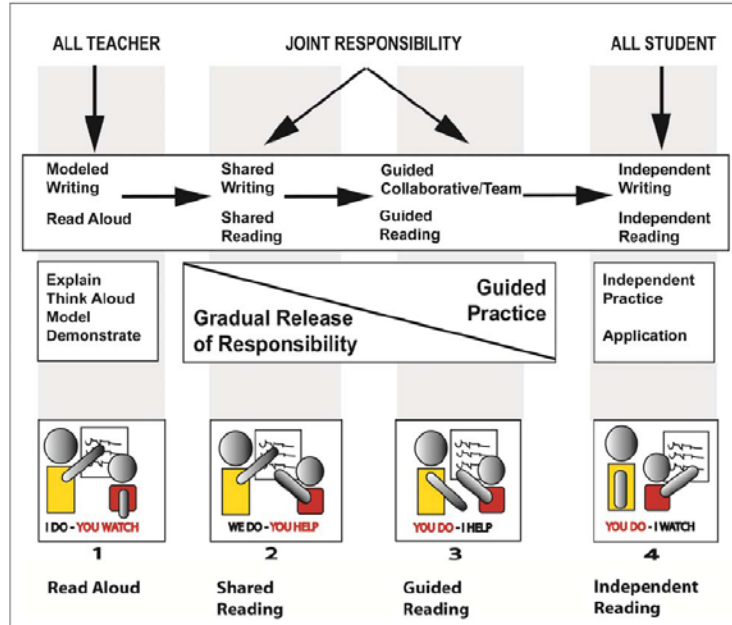 ALL TEACHER
JOINT RESPONSIBILITY
ALL STUDENT
Modeled
Writing
Read Aloud
Shared
Writing
Shared
Reading
Guided
Collaborative/Team
Guided
Reading
Independent
Writing
Independent
Reading
Explain
Think Aloud
Model
Demonstrate
Gradual Release
of Responsibility
Guided
Practice
Independent
Practice
Application
I DO - YOU WATCH
1
Read Aloud
WE DO - YOU HELP
2
Shared
Reading
YOU DO - I HELP
3
Guided
Reading
YOU DO - I WATCH
4
Independent
Reading